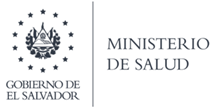 MINISTERIO
DE SALUD
GOBIERNO DE
EL SALVADOR